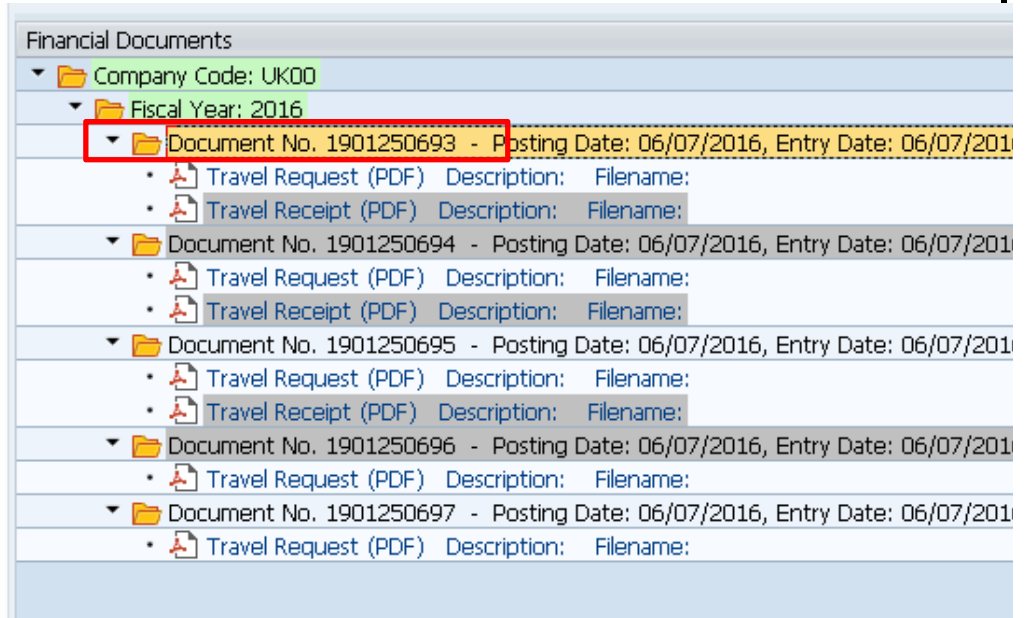 Financial Documents
Company Code: UK00
Fiscal Year: 2016
Document No. 1901250693 - Posting Date: 06/07/2016, Entry Date: 06/07/201
Travel Request (PDF) Description: Filename:
Travel Receipt (PDF) Description: Filename:
Document No. 1901250694 - Posting Date: 06/07/2016, Entry Date: 06/07/201
Travel Request (PDF) Description: Filename:
Travel Receipt (PDF) Description: Filename:
Document No. 1901250695 - Posting Date: 06/07/2016, Entry Date: 06/07/201
Travel Request (PDF) Description: Filename:
Travel Receipt (PDF) Description: Filename:
Document No. 1901250696 - Posting Date: 06/07/2016, Entry Date: 06/07/201
Travel Request (PDF) Description: Filename:
Document No. 1901250697 - Posting Date: 06/07/2016, Entry Date: 06/07/201
Travel Request (PDF) Description: Filename: